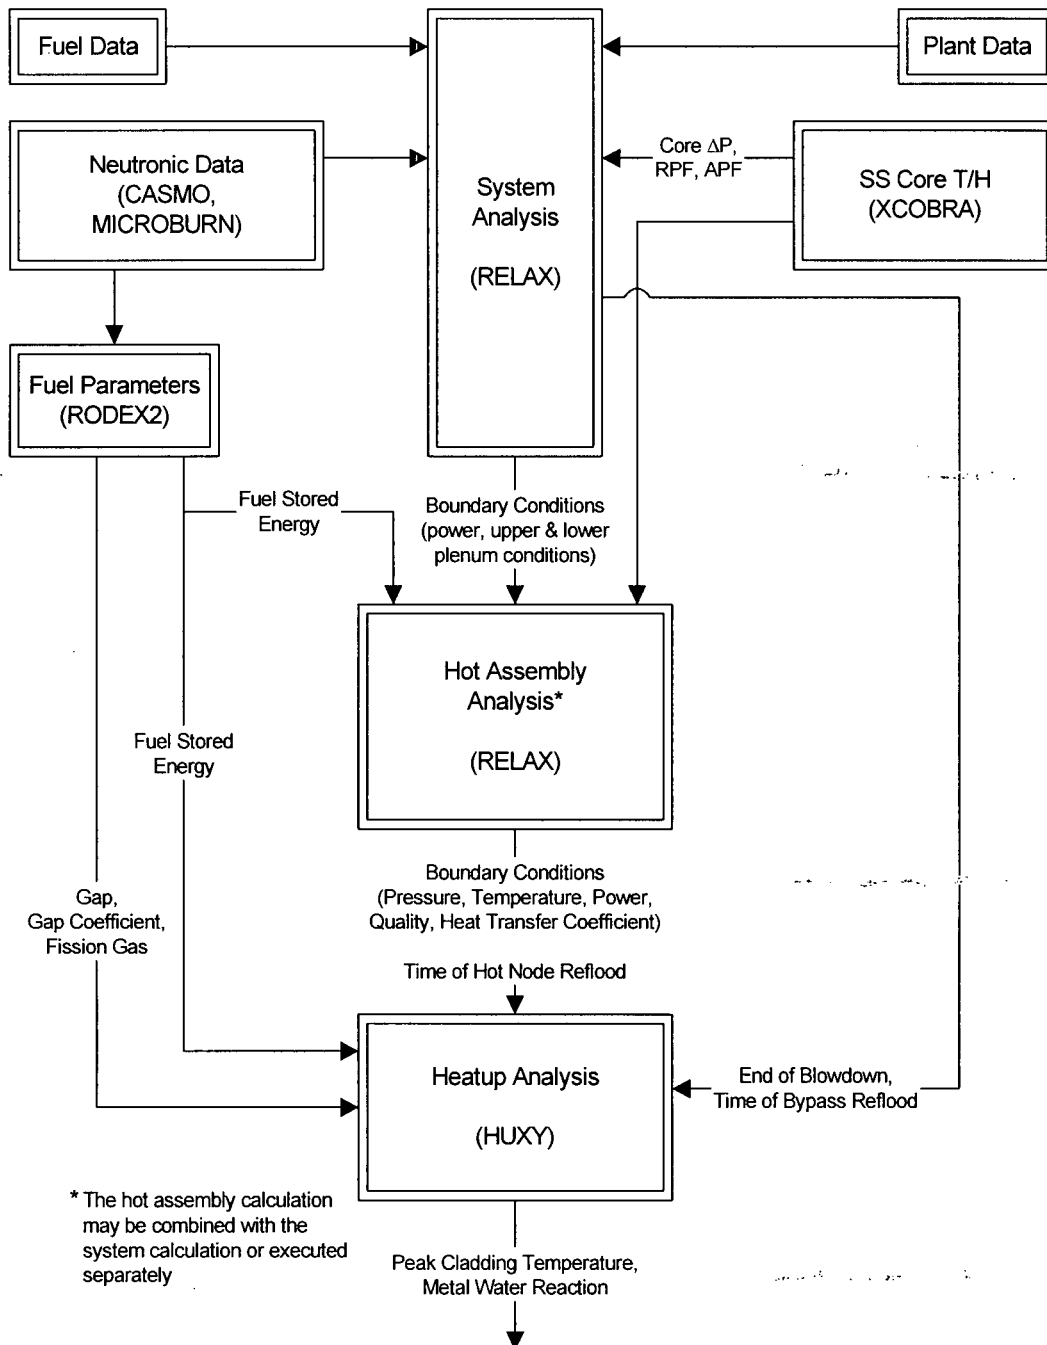 Fuel Data
Plant Data
Neutronic Data
(CASMO,
MICROBURN)
System
Analysis
(RELAX)
Core ΔP,
RPF, APF
SS Core T/H
(XCOBRA)
Fuel Parameters
(RODEX2)
Fuel Stored
Energy
Boundary Conditions
(power, upper & lower
plenum conditions)
Hot Assembly
Analysis*
(RELAX)
Fuel Stored
Energy
Boundary Conditions
(Pressure, Temperature, Power,
Quality, Heat Transfer Coefficient)
Gap,
Gap Coefficient,
Fission Gas
Time of Hot Node Reflood
Heatup Analysis
(HUXY)
End of Blowdown,
Time of Bypass Reflood
* The hot assembly calculation
may be combined with the
system calculation or executed
separately
Peak Cladding Temperature,
Metal Water Reaction